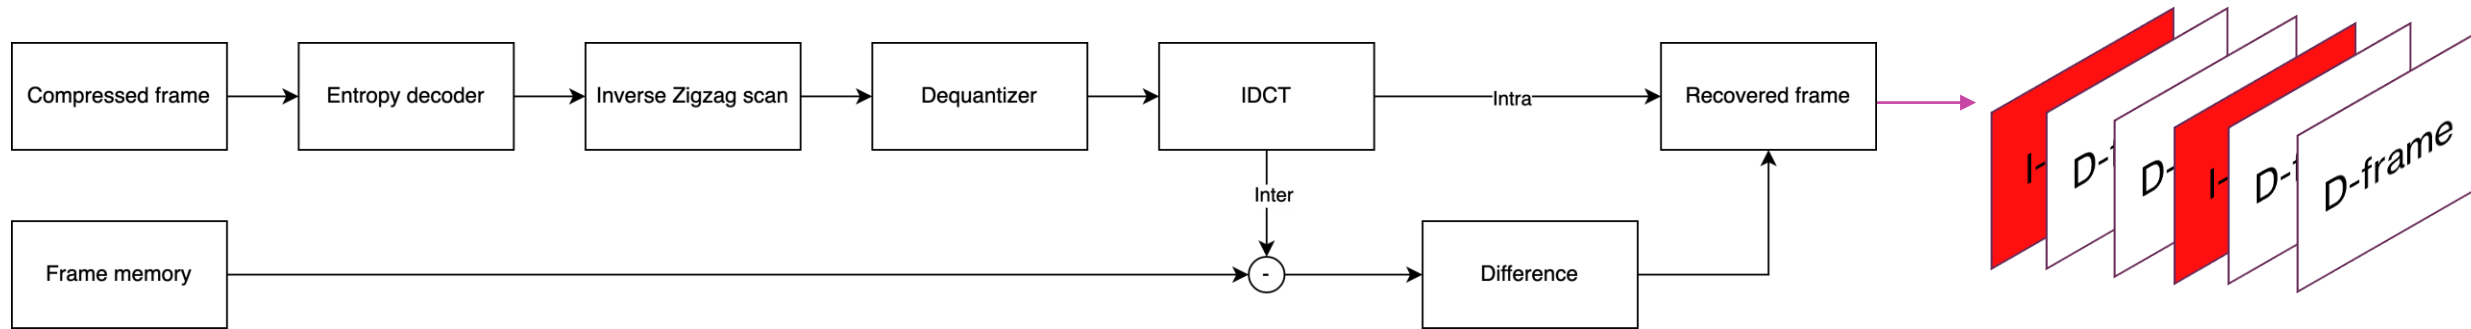 Compressed frame
Entropy decoder
Inverse Zigzag scan
Dequantizer
IDCT
Intra
Recovered frame
Inter
Frame memory
-
Difference
I-
D-f
D-
I-
D-f
D-frame